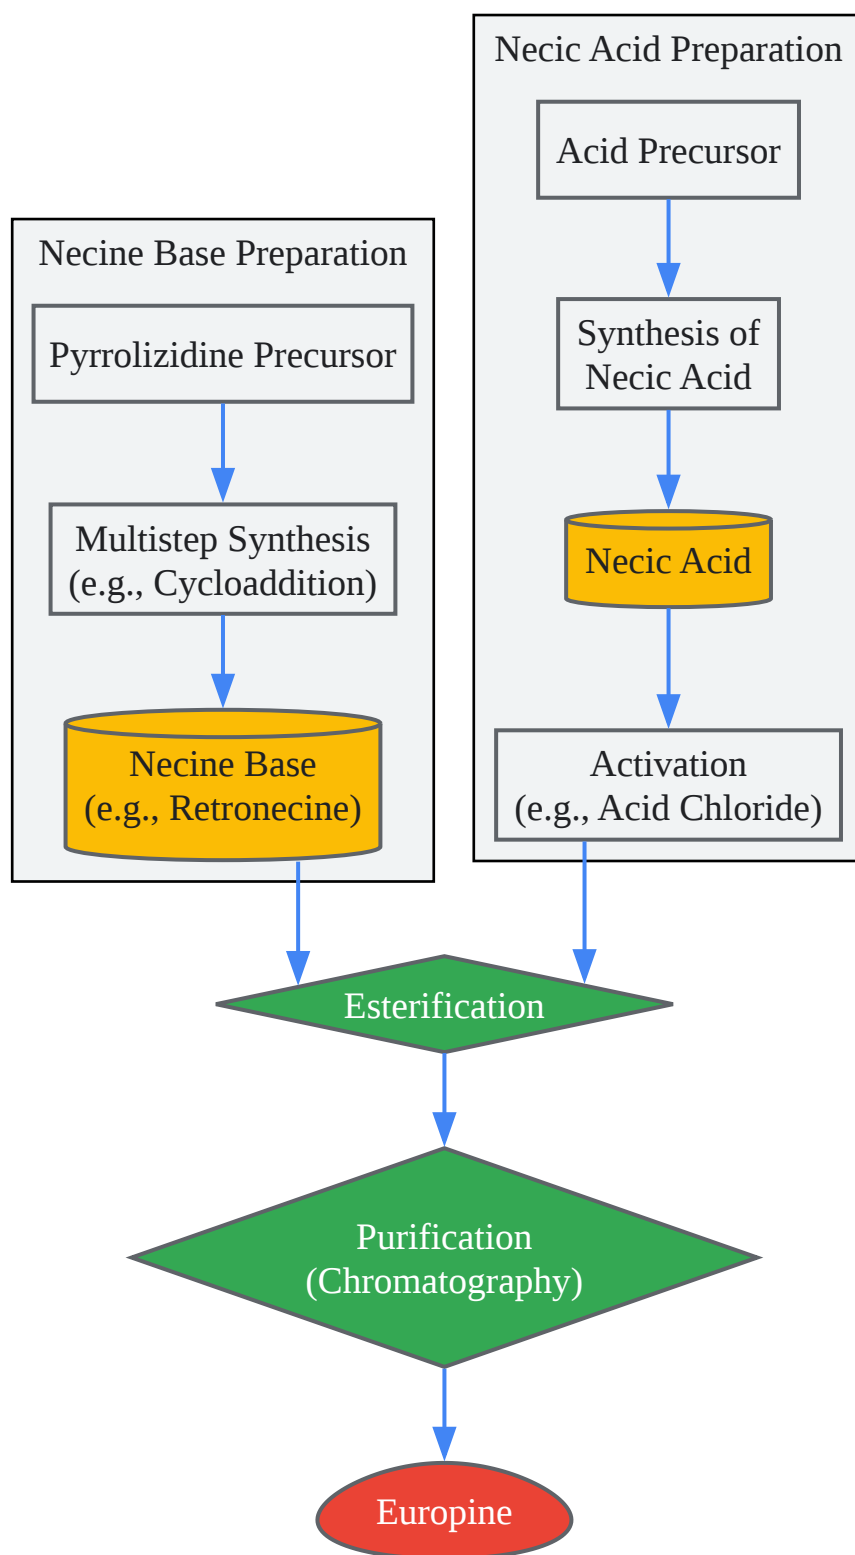 Necine Base Preparation
Pyrrolizidine Precursor
Multistep Synthesis
(e.g., Cycloaddition)
Necine Base
(e.g., Retronecine)
Necic Acid Preparation
Acid Precursor
Synthesis of
Necic Acid
Necic Acid
Activation
(e.g., Acid Chloride)
Esterification
Purification
(Chromatography)
Europine